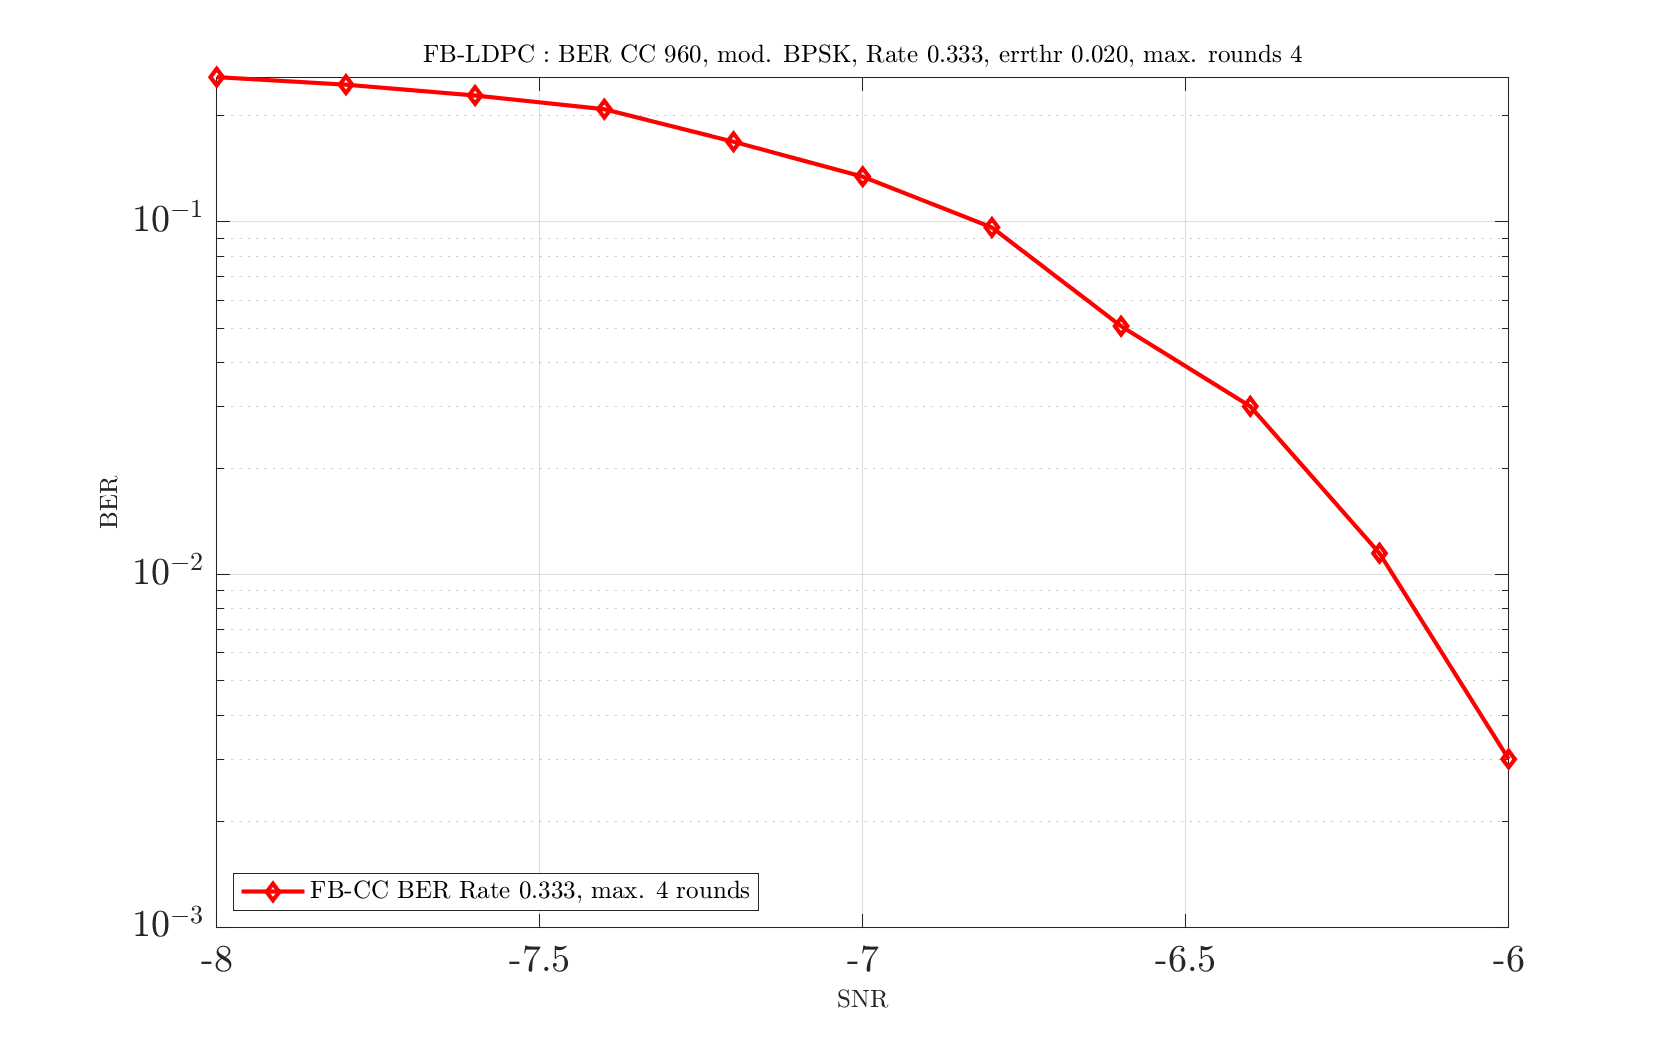 FB-LDPC : BER CC 960, mod. BPSK, Rate 0.333, errthr 0.020, max. rounds 4
10^{-1}
BER
10^{-2}
FB-CC BER Rate 0.333, max. 4 rounds
10^{-3}
-8 -7.5 -7 -6.5 -6
SNR